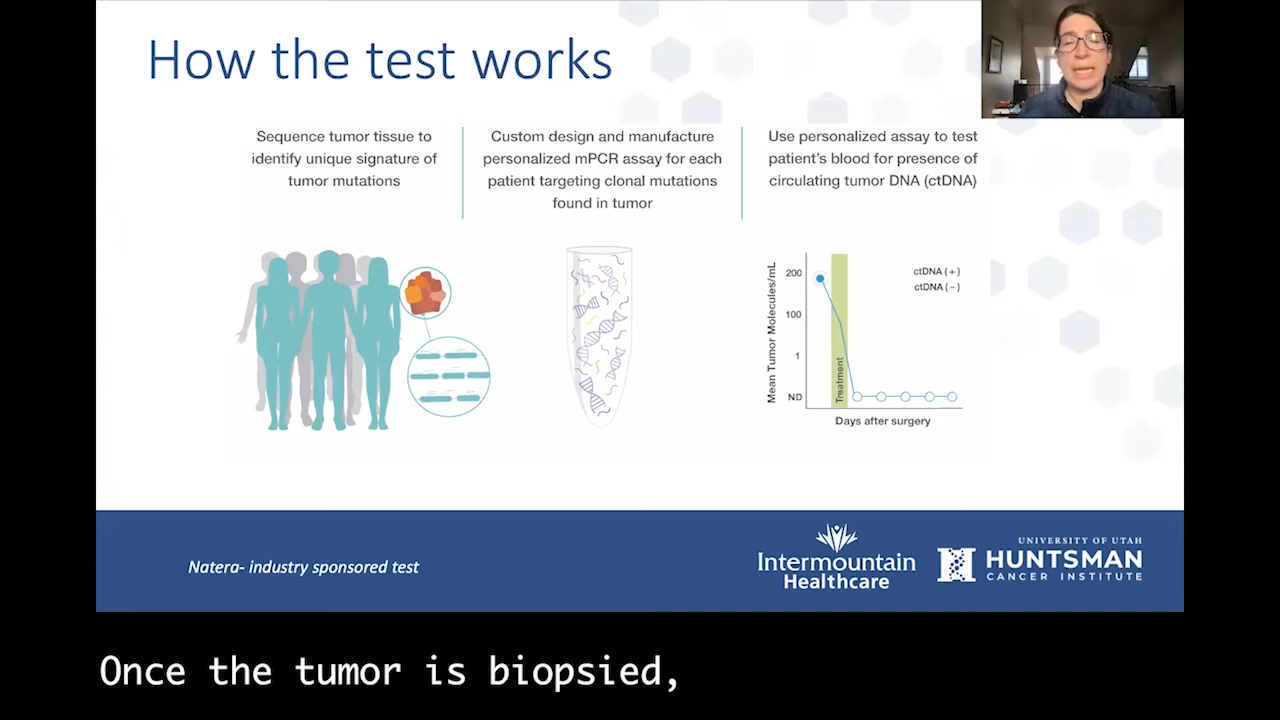 How the test works
Sequence tumor tissue to
identify unique signature of
tumor mutations
Custom design and manufacture
personalized mPCR assay for each
patient targeting clonal mutations
found in tumor
Use personalized assay to test
patient's blood for presence of
circulating tumor DNA (ctDNA)
Mean Tumor Molecules/mL
200
100
1
ND
Treatment
ctDNA (+)
ctDNA (−)
Days after surgery
Natera- industry sponsored test
Intermountain
Healthcare
UNIVERSITY OF UTAH
HUNTSMAN
CANCER INSTITUTE
Once the tumor is biopsied,